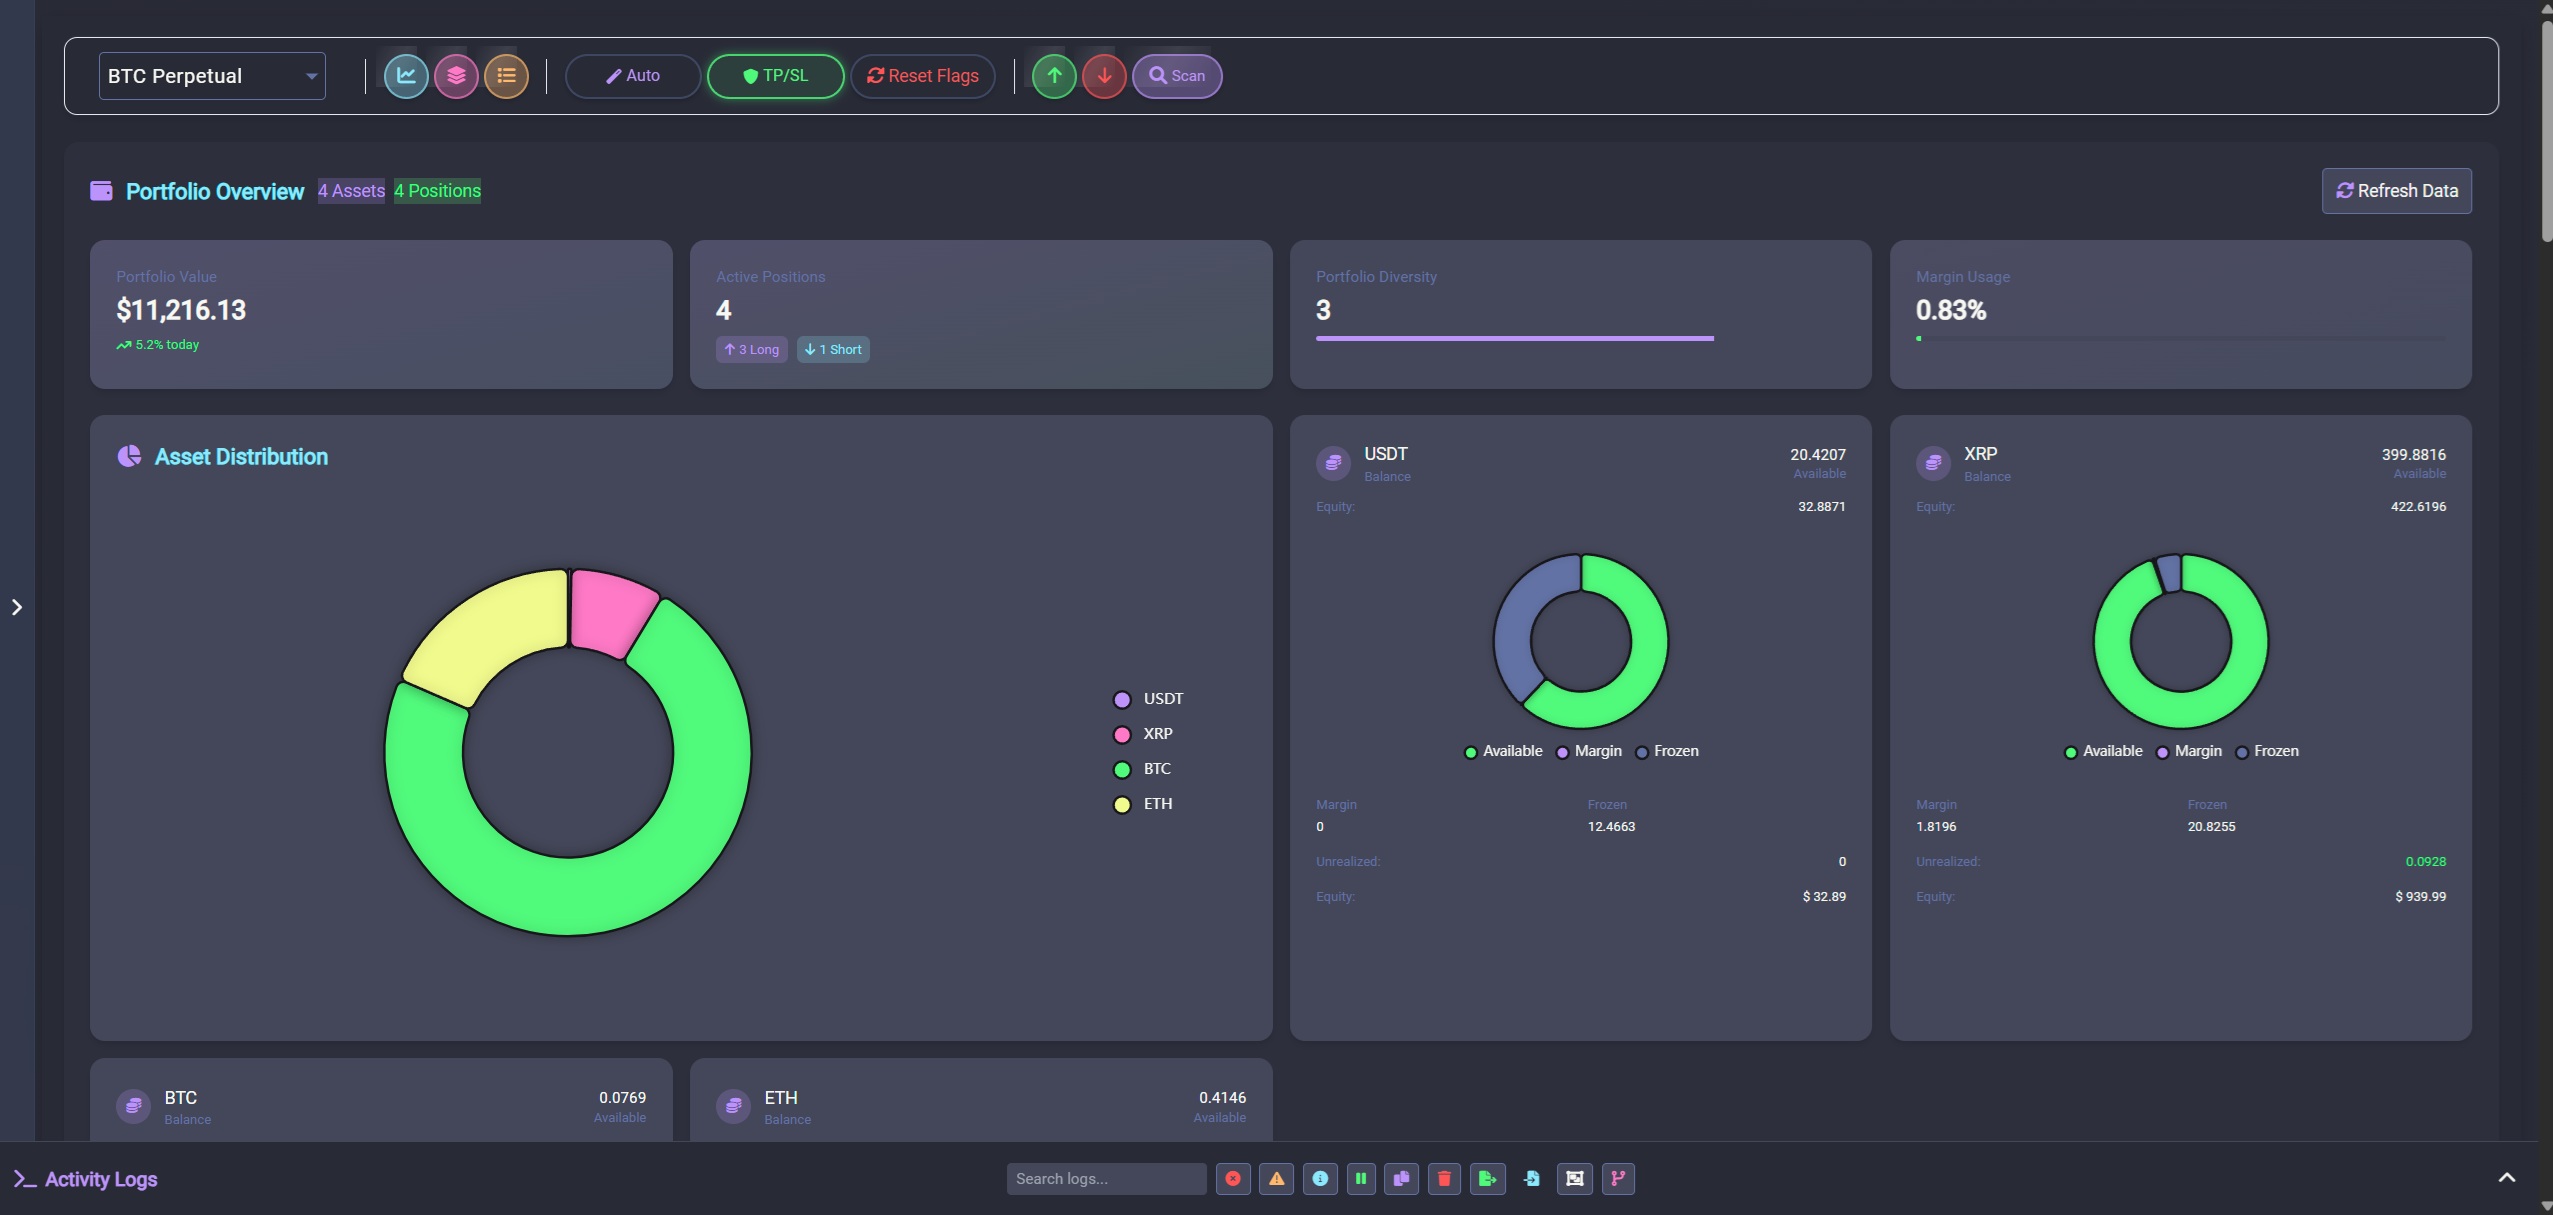 BTC Perpetual
Auto
TP/SL
Reset Flags
Scan
Portfolio Overview 4 Assets 4 Positions
Refresh Data
Portfolio Value
$11,216.13
5.2% today
Active Positions
4
3 Long
1 Short
Portfolio Diversity
3
Margin Usage
0.83%
Asset Distribution
USDT
XRP
BTC
ETH
USDT
Balance
20.4207
Available
Equity:
32.8871
Available Margin Frozen
Margin
0
Frozen
12.4663
Unrealized:
0
Equity:
$ 32.89
XRP
Balance
399.8816
Available
Equity:
422.6196
Available Margin Frozen
Margin
1.8196
Frozen
20.8255
Unrealized:
0.0928
Equity:
$ 939.99
BTC
Balance
0.0769
Available
ETH
Balance
0.4146
Available
Activity Logs
Search logs...